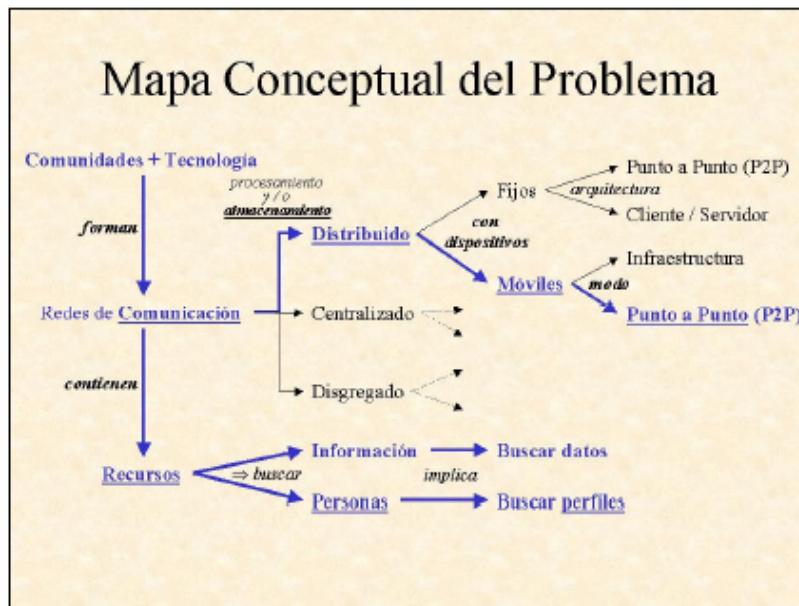 Mapa Conceptual del Problema
Comunidades + Tecnología
forman
Redes de Comunicación
contienen
Recursos
procesamiento
y / o
almacenamiento
Distribuido
Centralizado
Disgregado
con
dispositivos
Fijos
arquitectura
Punto a Punto (P2P)
Cliente / Servidor
Móviles
modo
Infraestructura
Punto a Punto (P2P)
⇒ buscar
Información
Personas
implica
Buscar datos
Buscar perfiles